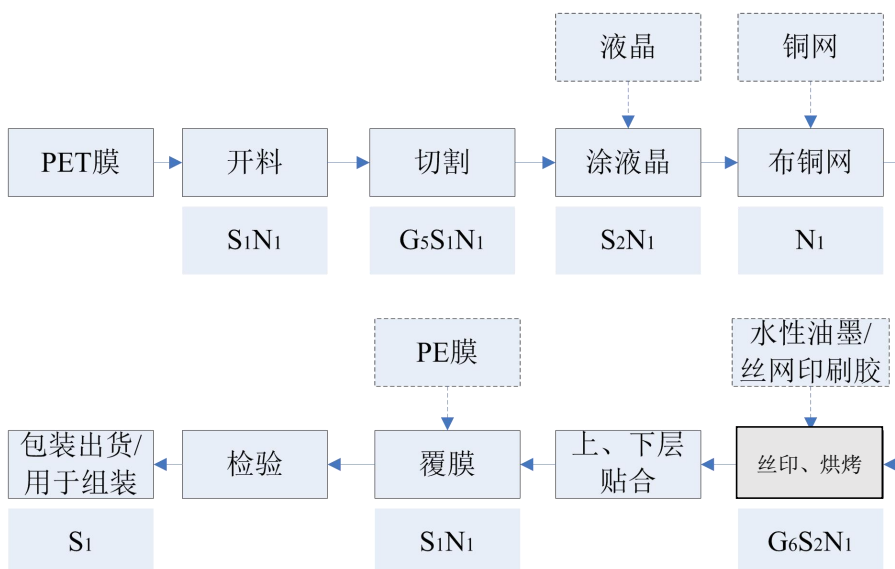 液晶
铜网
PET膜
开料
切割
涂液晶
布铜网
S1N1
G5S1N1
S2N1
N1
PE膜
水性油墨/
丝网印刷胶
包装出货/
用于组装
检验
覆膜
上、下层
贴合
丝印、烘烤
S1
S1N1
G6S2N1